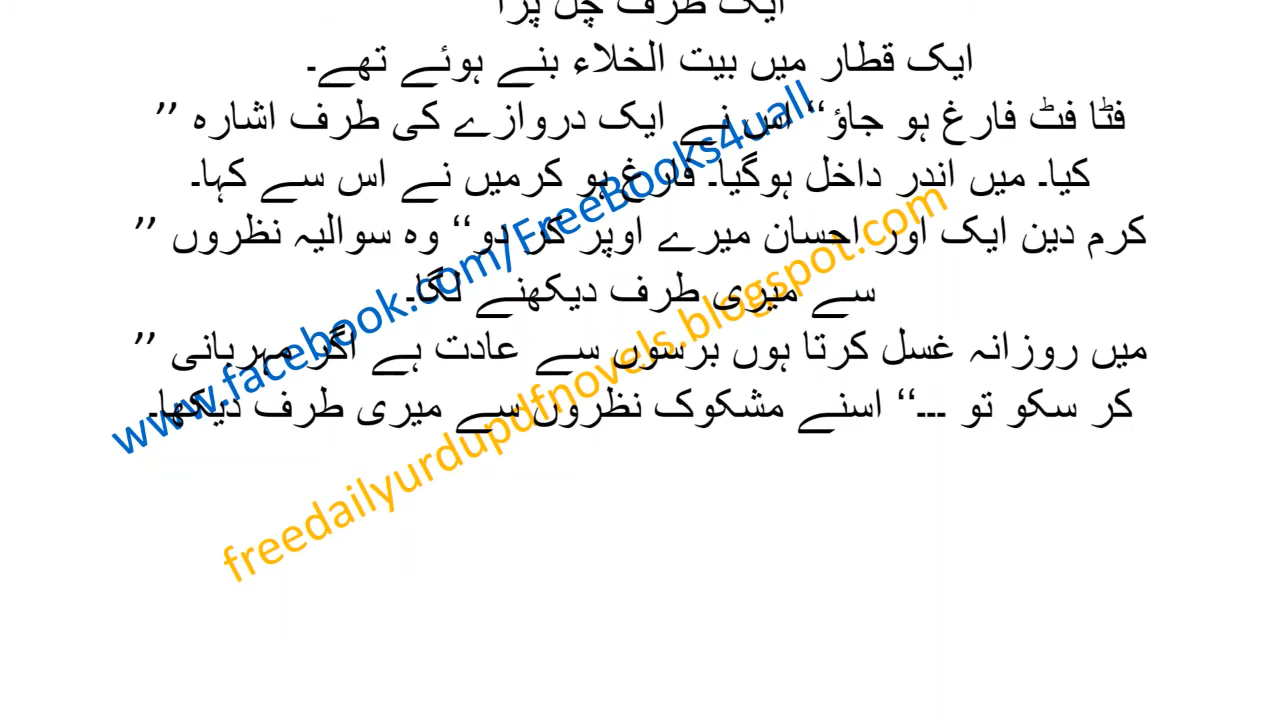 ایک طرف چل پڑا
ایک قطار میں بیت الخلاء بنے ہوئے تھے۔
فٹا فٹ فارغ ہو جاؤ‘‘ اس نے ایک دروازے کی طرف اشارہ ’’
کیا۔ میں اندر داخل ہوگیا۔ فارغ ہو کرمیں نے اس سے کہا۔
کرم دین ایک اور احسان میرے اوپر کر دو‘‘ وہ سوالیہ نظروں ’’
سے میری طرف دیکھنے لگا۔
میں روزانہ غسل کرتا ہوں برسوں سے عادت ہے اگر مہربانی ’’
کر سکو تو ۔۔۔‘‘ اسنے مشکوک نظروں سے میری طرف دیکھا۔
www.facebook.com/FreeBooks4uall
freedailyurdupdfnovels.blogspot.com